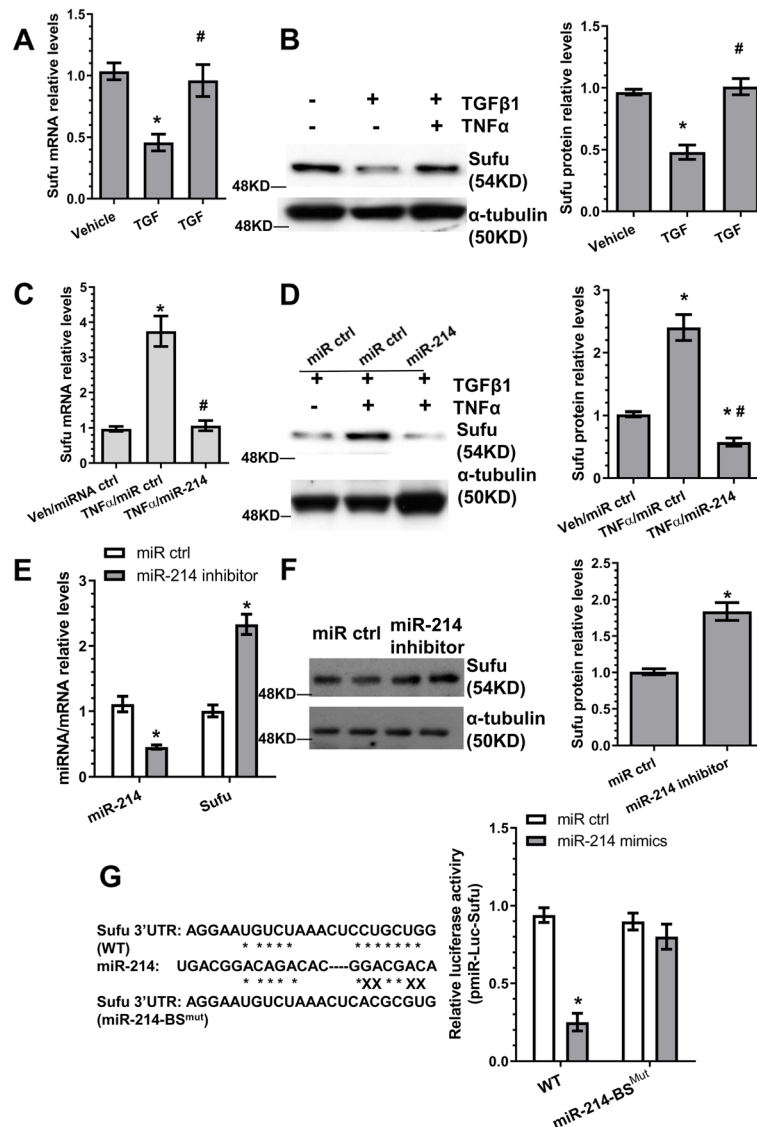 A
Sufu mRNA relative levels
1.5
1.0
0.5
0.0
*
#
Vehicle
TGF
TGF
B
- + + TGFβ1
- - + TNFα
Sufu
(54KD)
48KD
α-tubulin
(50KD)
48KD
Sufu protein relative levels
1.5
1.0
0.5
0.0
*
#
Vehicle
TGF
TGF
C
Sufu mRNA relative levels
5
4
3
2
1
0
*
#
Veh/miRNA ctrl
TNFα/miR ctrl
TNFα/miR-214
D
miR ctrl miR ctrl miR-214
+ + + TGFβ1
- + + TNFα
Sufu
(54KD)
48KD
α-tubulin
(50KD)
48KD
Sufu protein relative levels
3
2
1
0
*
* #
Veh/miR ctrl
TNFα/miR ctrl
TNFα/miR-214
E
miR ctrl
miR-214 inhibitor
miRNA/mRNA relative levels
3
2
1
0
*
*
miR-214
Sufu
F
miR ctrl miR-214
inhibitor
Sufu
(54KD)
48KD
α-tubulin
(50KD)
48KD
Sufu protein relative levels
2.0
1.5
1.0
0.5
0.0
*
miR ctrl
miR-214 inhibitor
G
Sufu 3'UTR: AGGAAUGUCUAAACUCCUGCUGG
(WT) * * * * * * * * * * * *
miR-214: UGACGGACAGACAC----GGACGACA
* * * * * *XX* *XX
Sufu 3'UTR: AGGAAUGUCUAAACUCACGCGUG
(miR-214-BSmut)
miR ctrl
miR-214 mimics
Relative luciferase activiry
(pmiR-Luc-Sufu)
1.5
1.0
0.5
0.0
*
WT
miR-214-BSMut